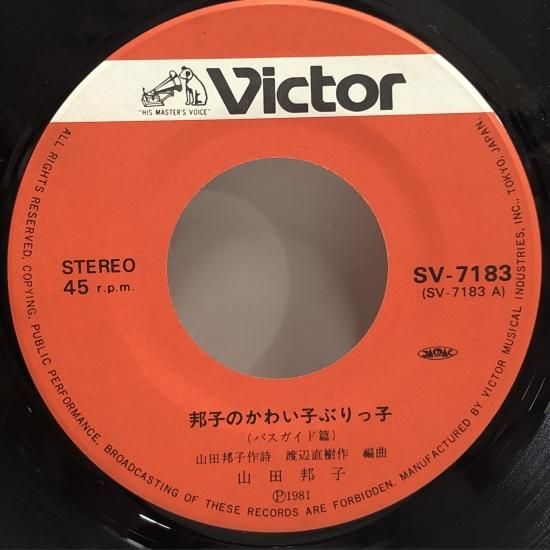 Victor
"HIS MASTER'S VOICE"
STEREO
45 r.p.m.
SV-7183
(SV-7183 A)
JASRAC
邦子のかわい子ぶりっ子
(バスガイド篇)
山田邦子作詩 渡辺直樹作 編曲
山田邦子
Ⓟ1981
ALL RIGHTS RESERVED. COPYING, PUBLIC PERFORMANCE, BROADCASTING OF THESE RECORDS ARE FORBIDDEN. MANUFACTURED BY VICTOR MUSICAL INDUSTRIES, INC., TOKYO, JAPAN.